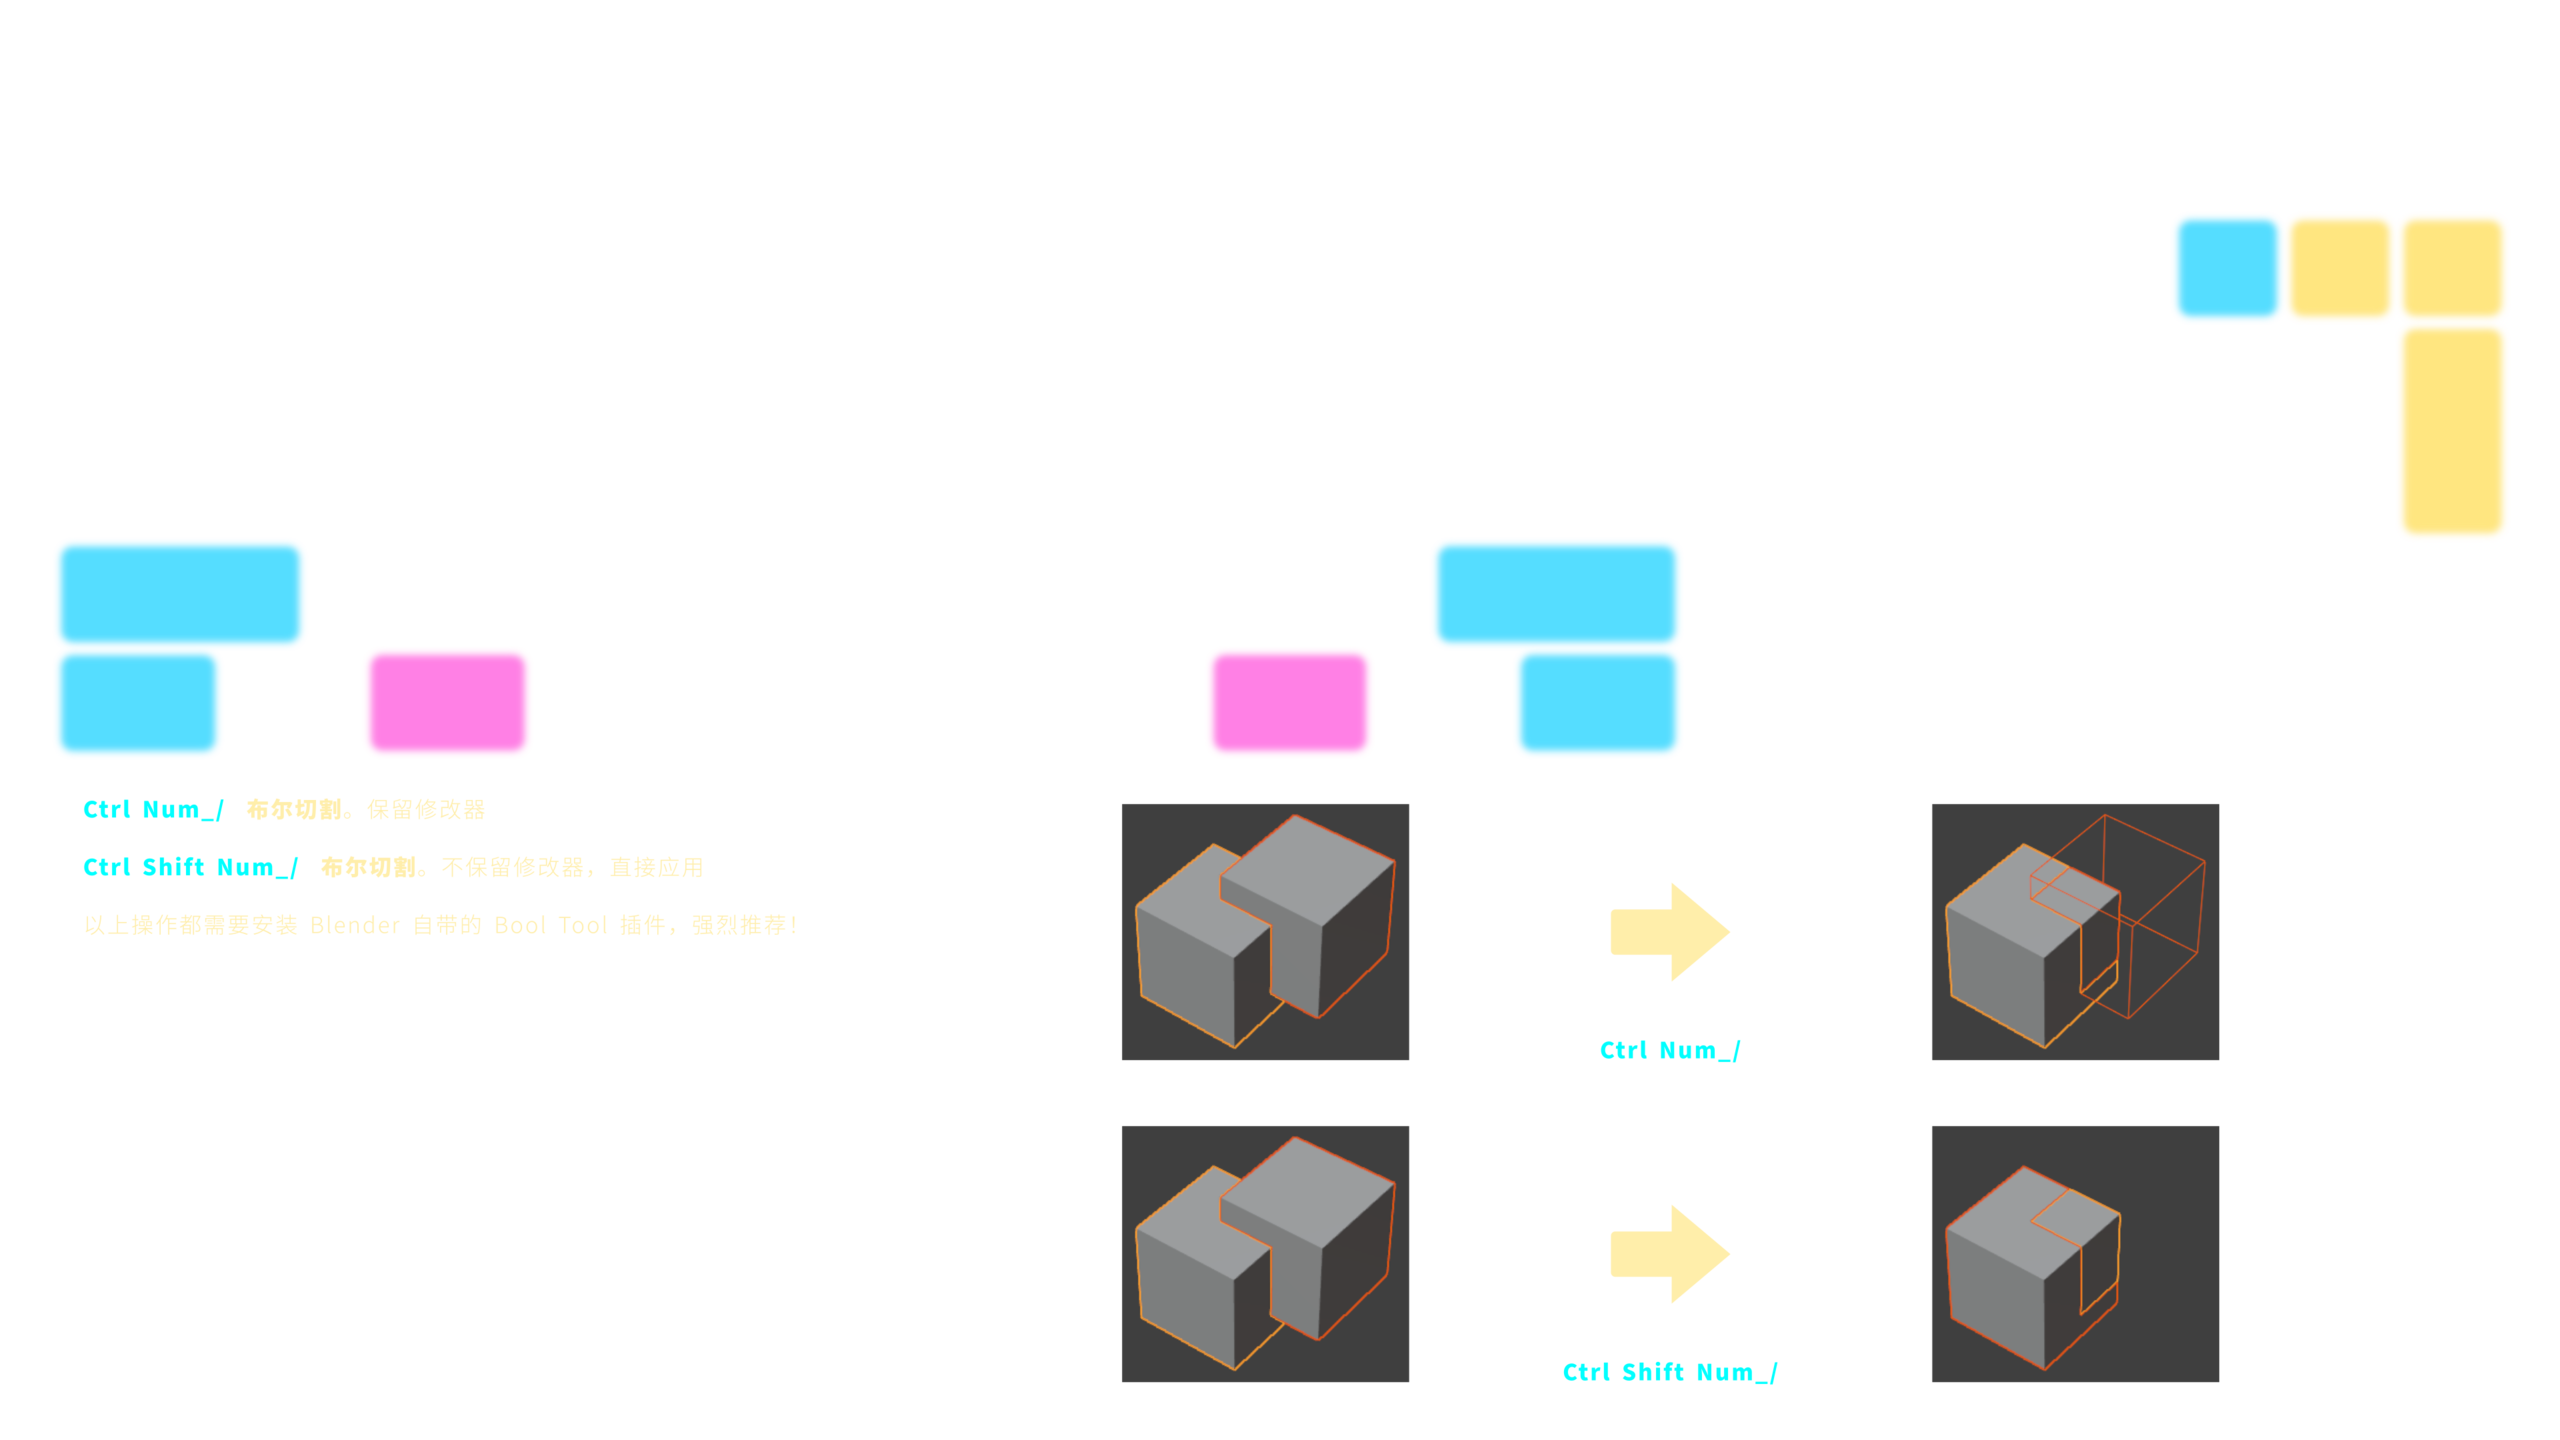 Ctrl Num_/ 布尔切割。保留修改器
Ctrl Shift Num_/ 布尔切割。不保留修改器，直接应用
以上操作都需要安装 Blender 自带的 Bool Tool 插件，强烈推荐！
Ctrl Num_/
Ctrl Shift Num_/